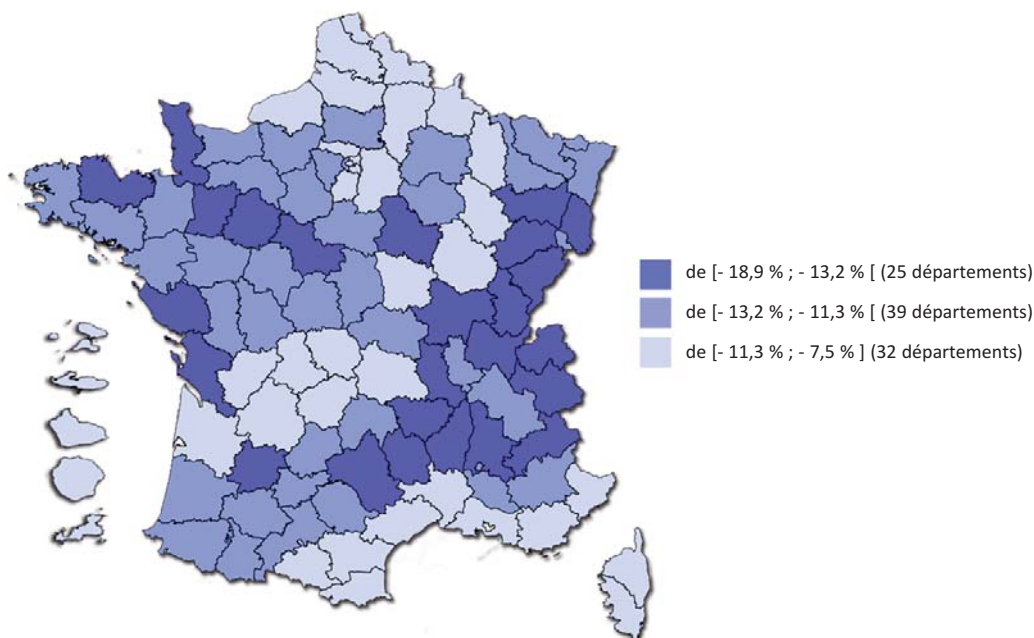 de [- 18,9 % ; - 13,2 % [ (25 départements)
de [- 13,2 % ; - 11,3 % [ (39 départements)
de [- 11,3 % ; - 7,5 % ] (32 départements)